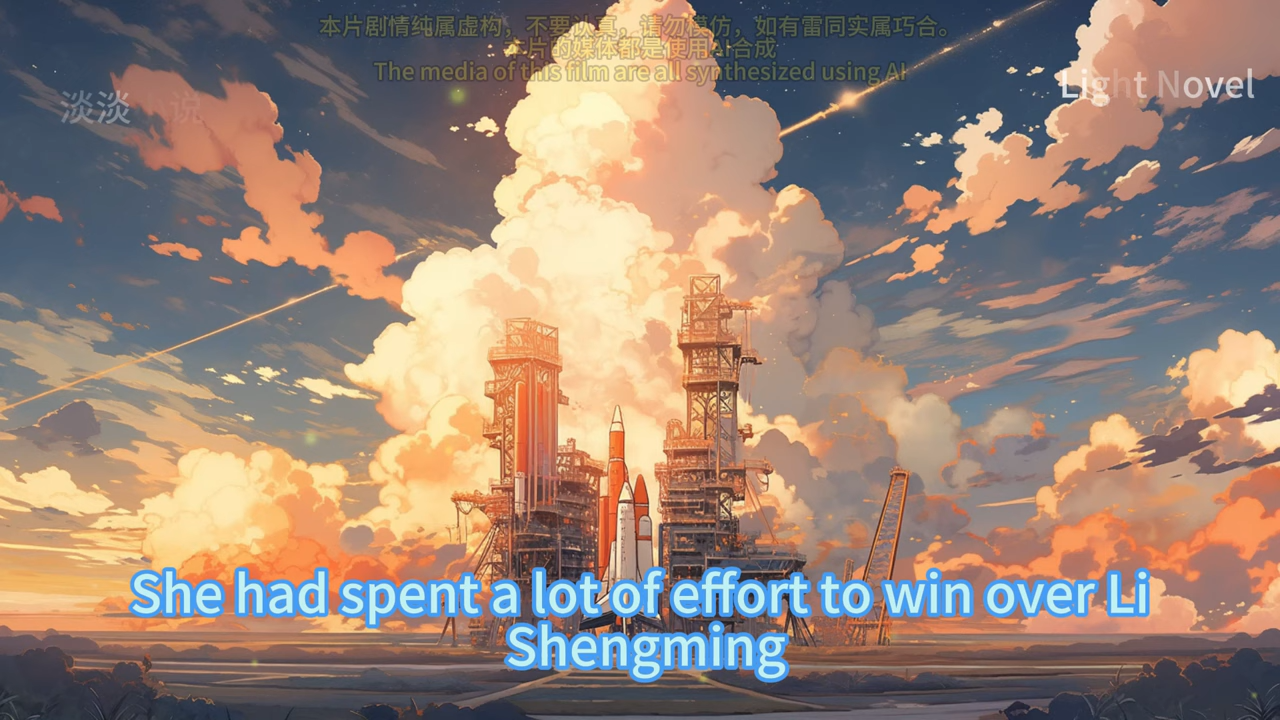 本片剧情纯属虚构，不要认真，请勿模仿，如有雷同实属巧合。
本片的媒体都是使用AI合成
The media of this film are all synthesized using AI
Light Novel
淡淡小说
She had spent a lot of effort to win over Li
Shengming